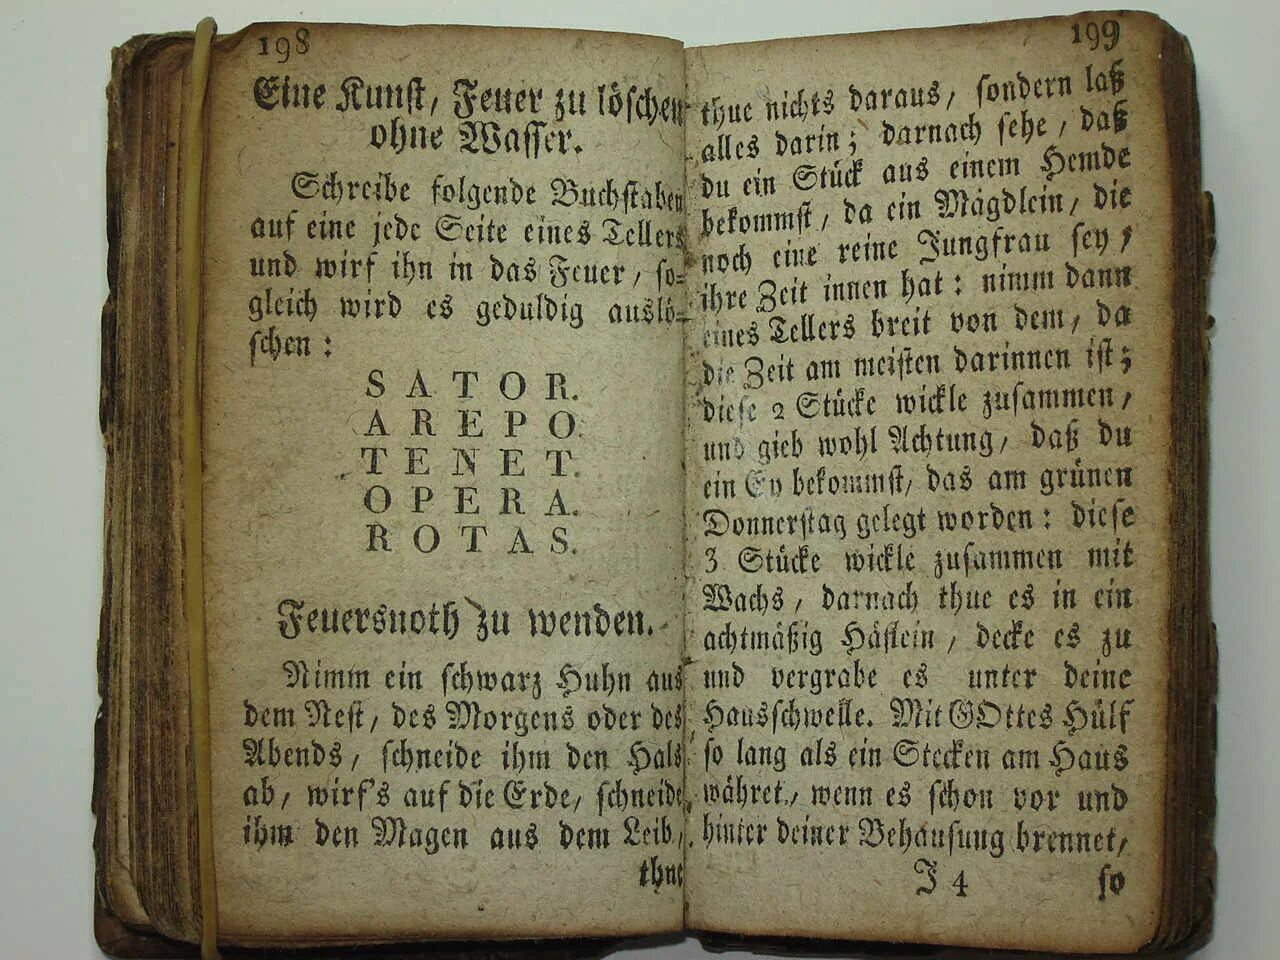 198
Eine Kunst, Feuer zu löschen
ohne Wasser.
Schreibe folgende Buchstaben
auf eine jede Seite eines Tellers
und wirf ihn in das Feuer, so-
gleich wird es geduldig auslö-
schen:
S A T O R.
A R E P O.
T E N E T.
O P E R A.
R O T A S.
Feuersnoth zu wenden.
Nimm ein schwarz Huhn aus
dem Nest, des Morgens oder des
Abends, schneide ihm den Hals
ab, wirf's auf die Erde, schneide
ihm den Magen aus dem Leib,
thue
199
thue nichts daraus, sondern laß
alles darin; darnach sehe, daß
du ein Stück aus einem Hemde
bekommst, da ein Mägdlein, die
noch eine reine Jungfrau sey,
ihre Zeit innen hat: nimm dann
eines Tellers breit von dem, da
die Zeit am meisten darinnen ist;
diese 2 Stücke wickle zusammen,
und gieb wohl Achtung, daß du
ein Ey bekommst, das am grünen
Donnerstag gelegt worden: diese
3 Stücke wickle zusammen mit
Wachs, darnach thue es in ein
achtmäßig Häflein, decke es zu
und vergrabe es unter deine
Hausschwelle. Mit GOttes Hülf
so lang als ein Stecken am Haus
währet, wenn es schon vor und
hinter deiner Behausung brennet,
J 4
so